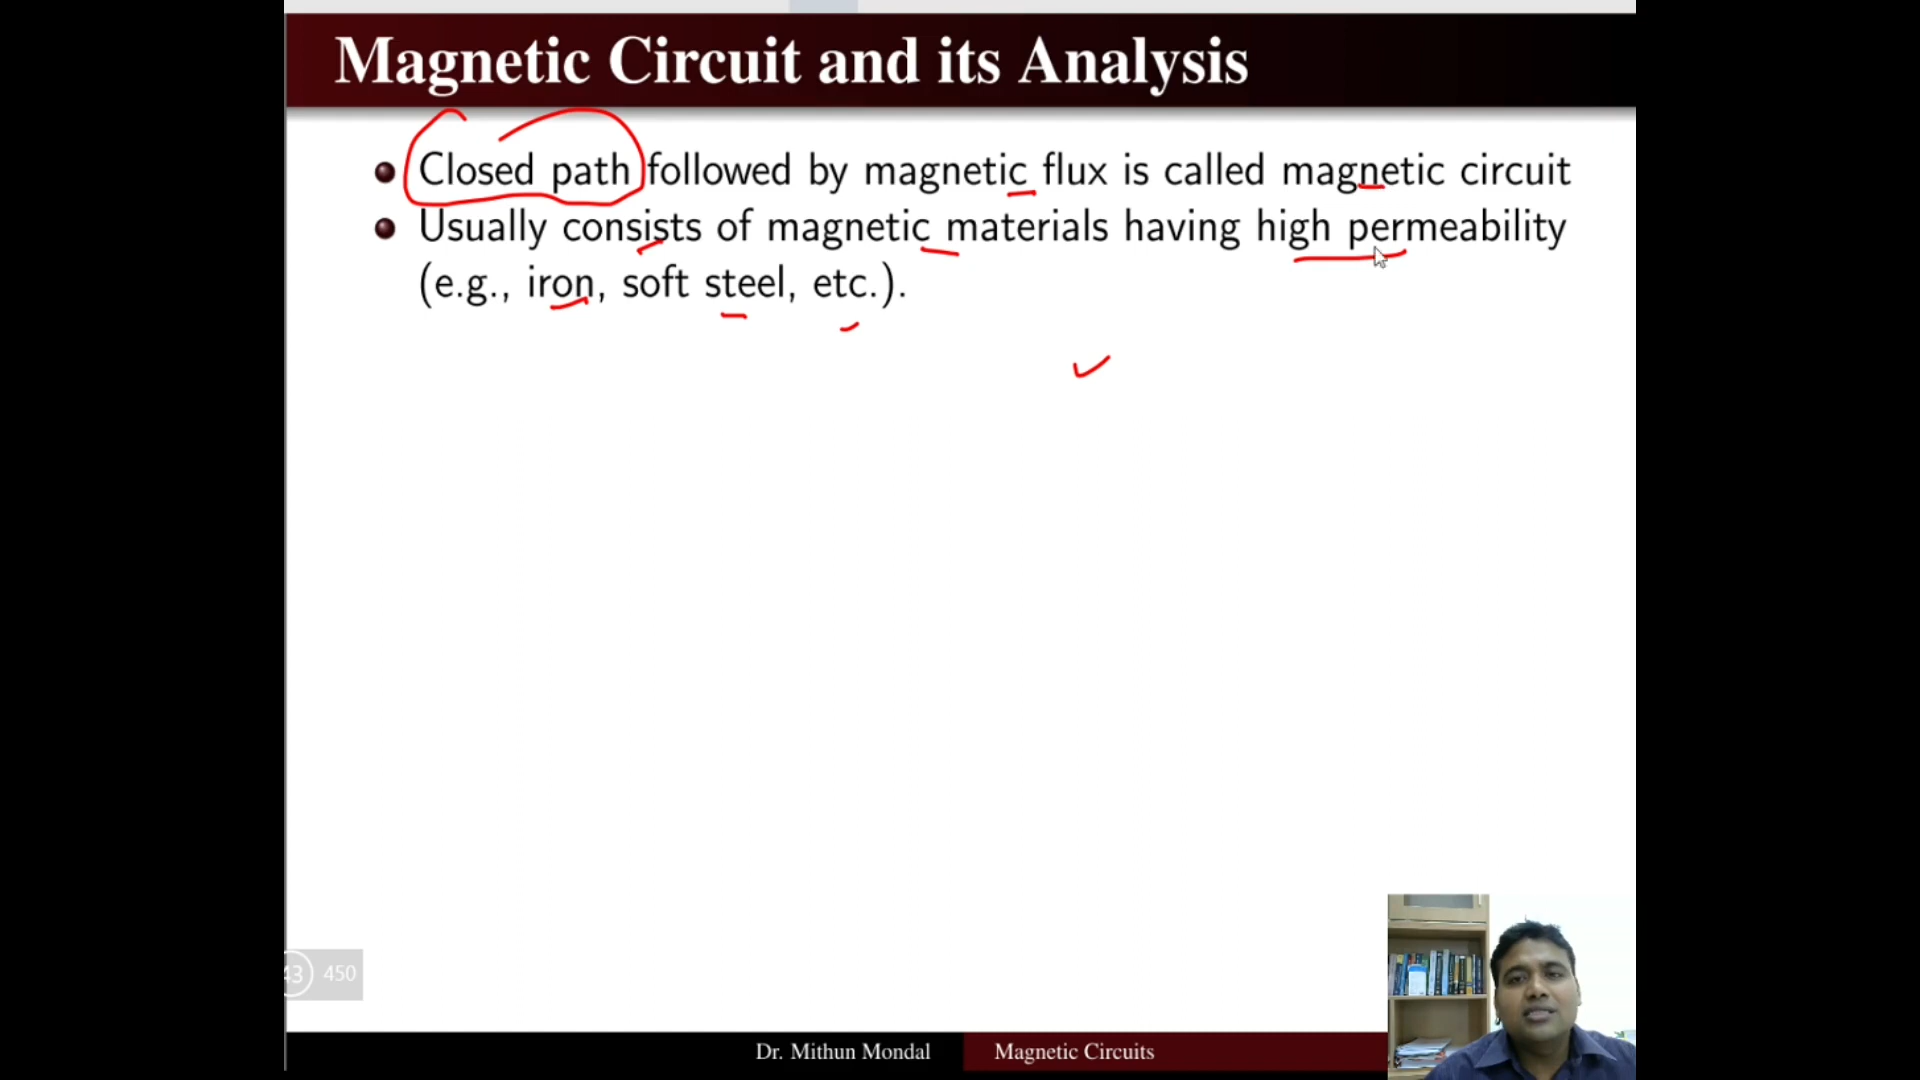 Magnetic Circuit and its Analysis
Closed path followed by magnetic flux is called magnetic circuit
Usually consists of magnetic materials having high permeability
(e.g., iron, soft steel, etc.).
43 450
Dr. Mithun Mondal Magnetic Circuits